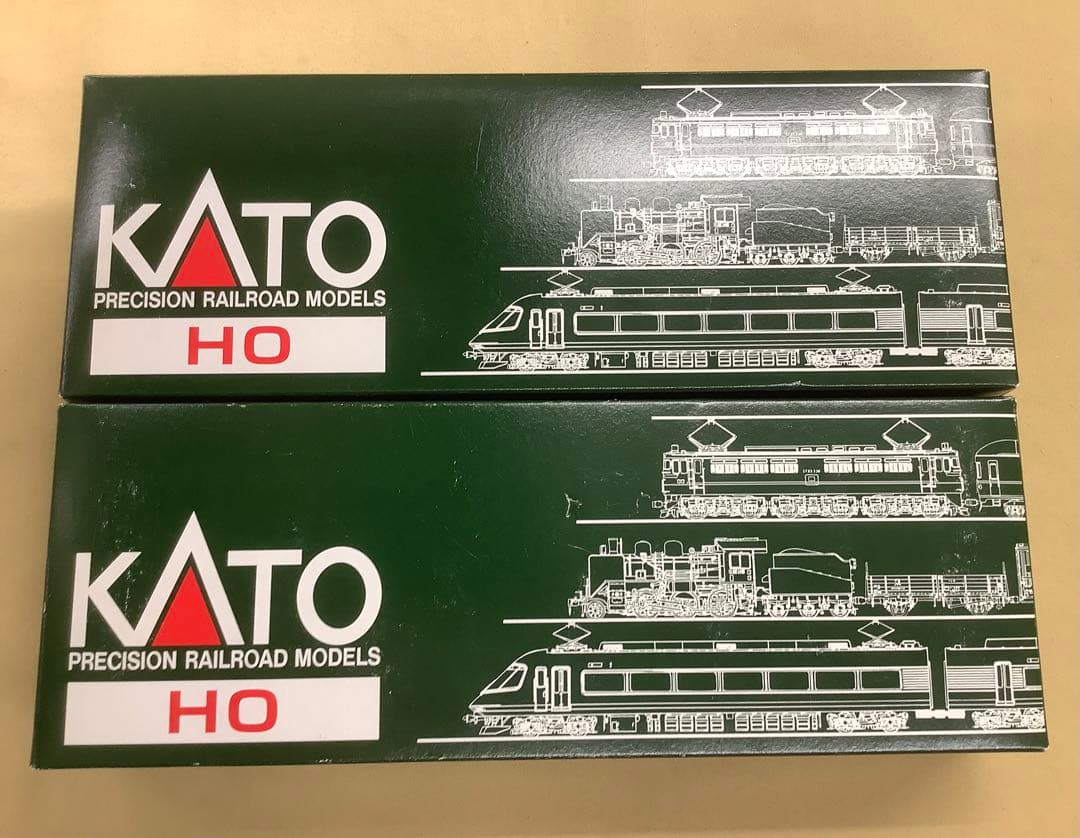 KATO
PRECISION RAILROAD MODELS
HO
KATO
PRECISION RAILROAD MODELS
HO